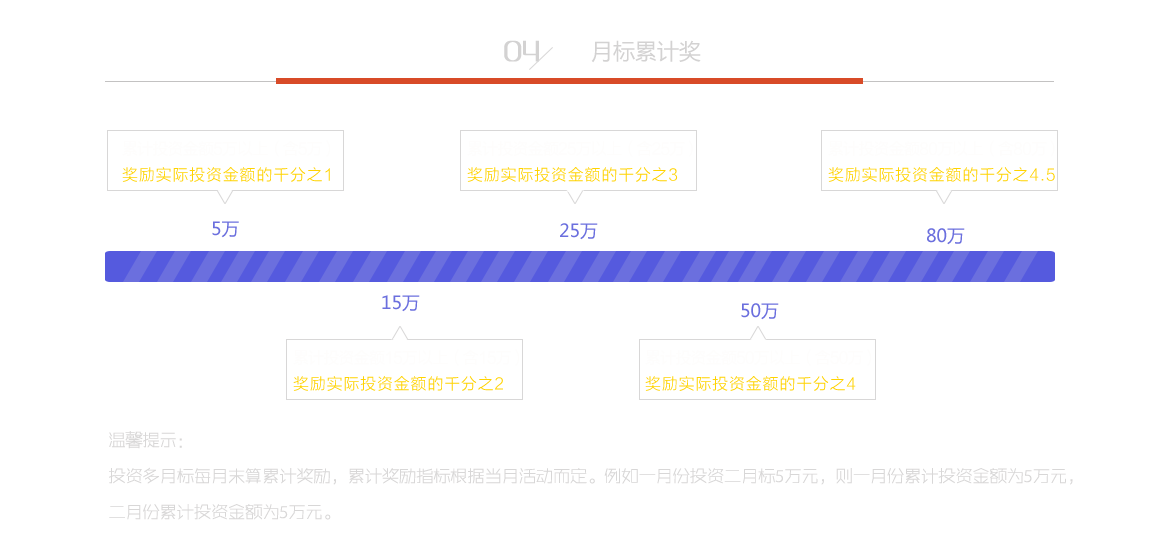 04 月标累计奖
奖励实际投资金额的千分之1
奖励实际投资金额的千分之3
奖励实际投资金额的千分之4.5
5万
25万
80万
15万
50万
奖励实际投资金额的千分之2
奖励实际投资金额的千分之4
温馨提示：
投资多月标每月末算累计奖励，累计奖励指标根据当月活动而定。例如一月份投资二月标5万元，则一月份累计投资金额为5万元，
二月份累计投资金额为5万元。